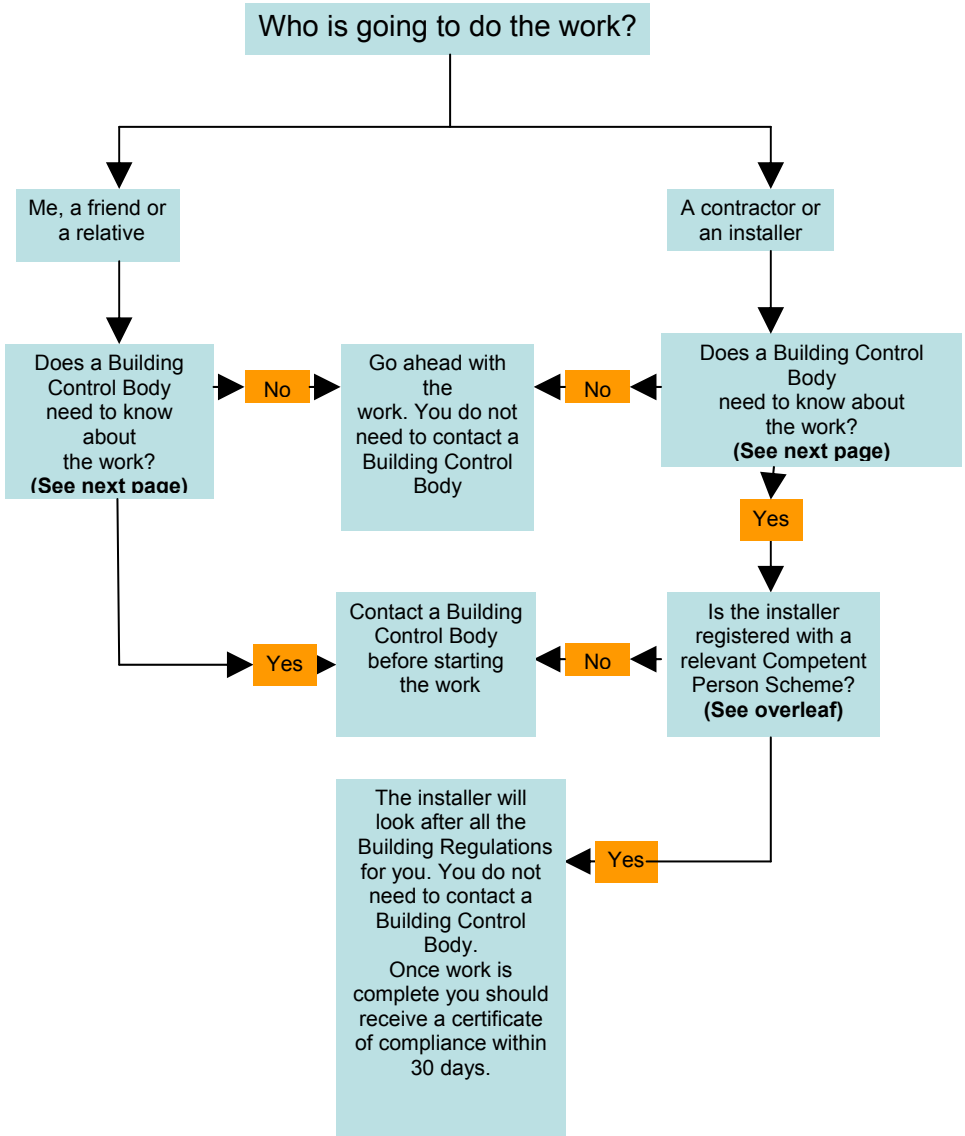 Who is going to do the work?
Me, a friend or
a relative
A contractor or
an installer
Does a Building
Control Body
need to know
about
the work?
(See next page)
No
Go ahead with
the
work. You do not
need to contact a
Building Control
Body
No
Does a Building Control
Body
need to know about
the work?
(See next page)
Yes
Yes
Contact a Building
Control Body
before starting
the work
No
Is the installer
registered with a
relevant Competent
Person Scheme?
(See overleaf)
The installer will
look after all the
Building Regulations
for you. You do not
need to contact a
Building Control
Body.
Once work is
complete you should
receive a certificate
of compliance within
30 days.
Yes